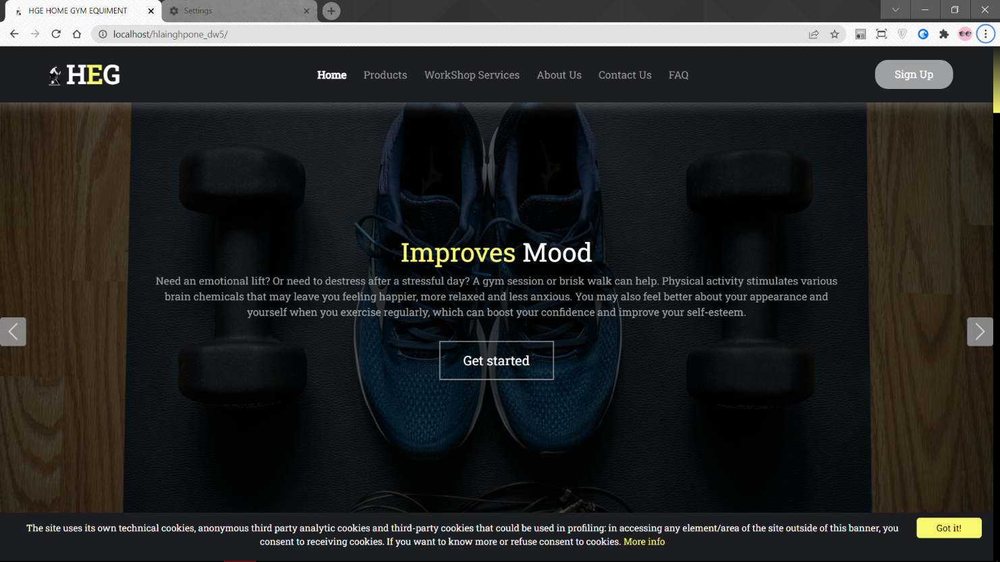 HGE HOME GYM EQUIMENT
Settings
localhost/hlainghpone_dw5/
HEG
Home
Products
WorkShop Services
About Us
Contact Us
FAQ
Sign Up
Improves Mood
Need an emotional lift? Or need to destress after a stressful day? A gym session or brisk walk can help. Physical activity stimulates various
brain chemicals that may leave you feeling happier, more relaxed and less anxious. You may also feel better about your appearance and
yourself when you exercise regularly, which can boost your confidence and improve your self-esteem.
Get started
The site uses its own technical cookies, anonymous third party analytic cookies and third-party cookies that could be used in profiling: in accessing any element/area of the site outside of this banner, you
consent to receiving cookies. If you want to know more or refuse consent to cookies. More info
Got it!